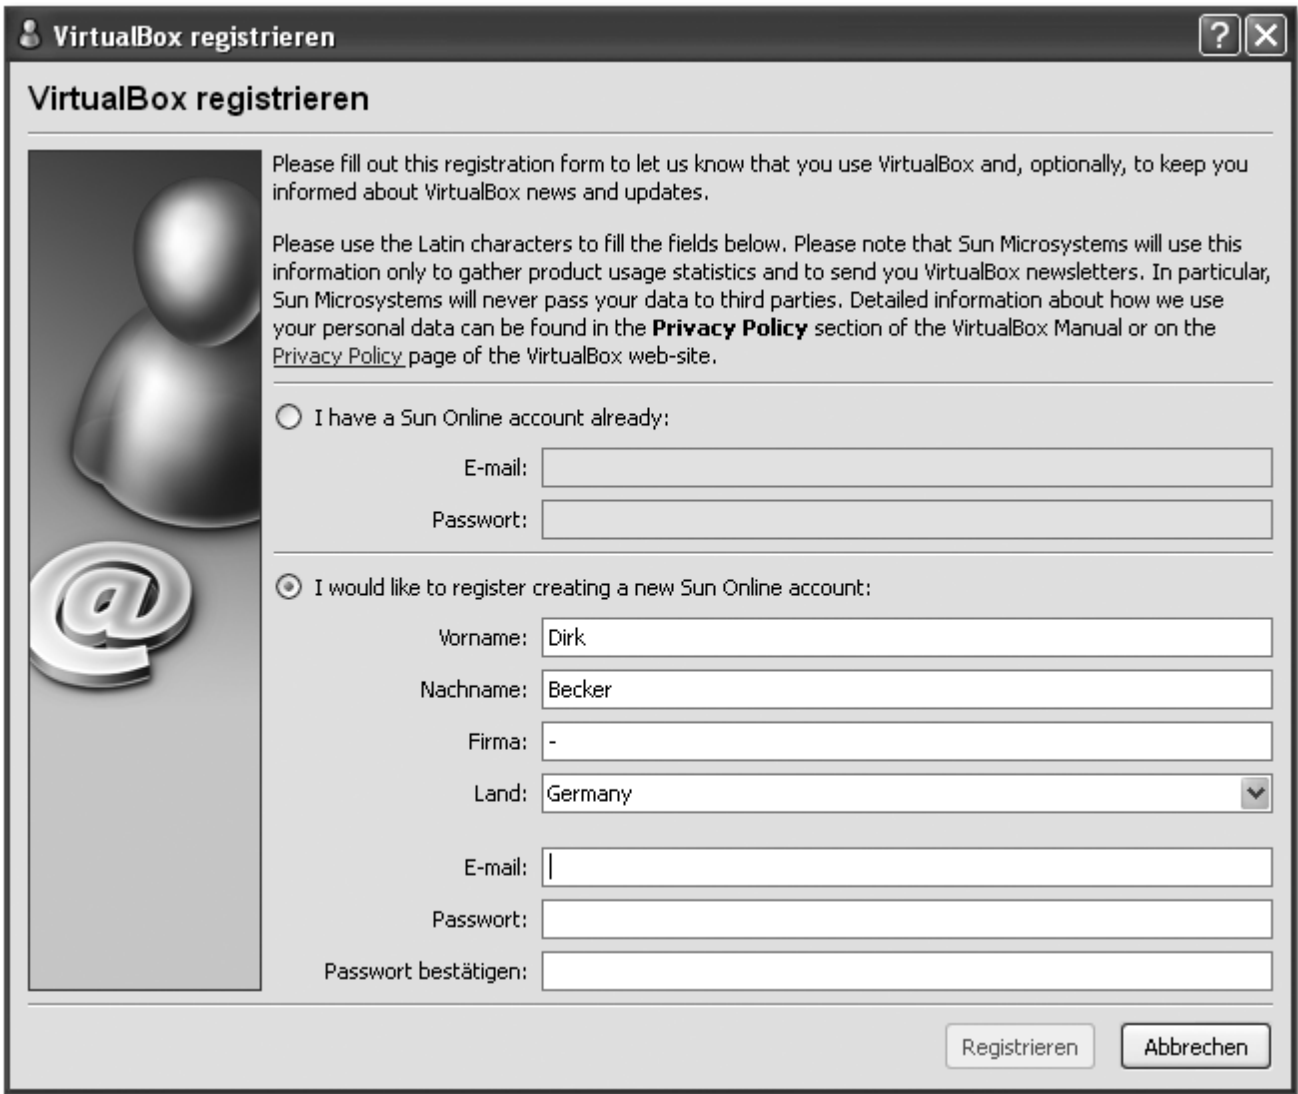 VirtualBox registrieren
VirtualBox registrieren
Please fill out this registration form to let us know that you use VirtualBox and, optionally, to keep you
informed about VirtualBox news and updates.
Please use the Latin characters to fill the fields below. Please note that Sun Microsystems will use this
information only to gather product usage statistics and to send you VirtualBox newsletters. In particular,
Sun Microsystems will never pass your data to third parties. Detailed information about how we use
your personal data can be found in the Privacy Policy section of the VirtualBox Manual or on the
Privacy Policy page of the VirtualBox web-site.
I have a Sun Online account already:
E-mail:
Passwort:
I would like to register creating a new Sun Online account:
Vorname: Dirk
Nachname: Becker
Firma: -
Land: Germany
E-mail:
Passwort:
Passwort bestätigen:
Registrieren Abbrechen